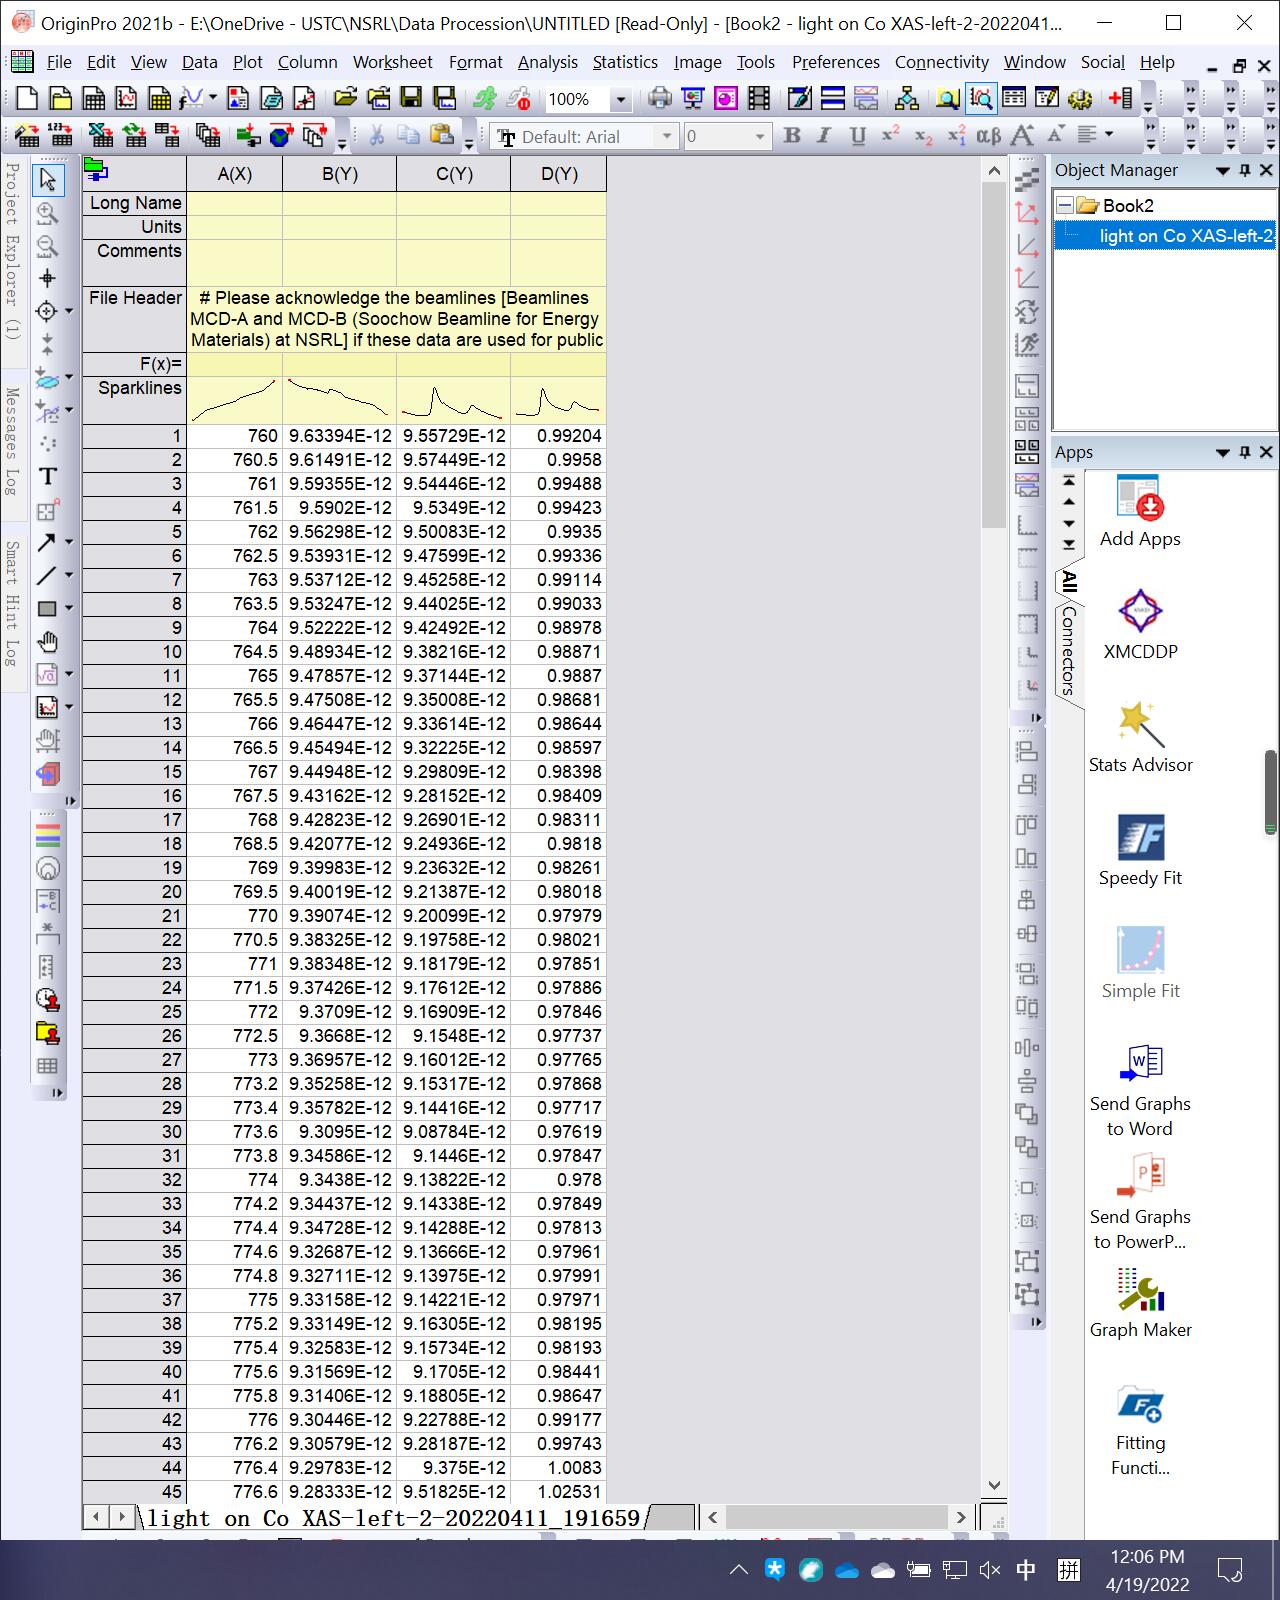 OriginPro 2021b - E:\OneDrive - USTC\NSRL\Data Procession\UNTITLED [Read-Only] - [Book2 - light on Co XAS-left-2-2022041...
File Edit View Data Plot Column Worksheet Format Analysis Statistics Image Tools Preferences Connectivity Window Social Help
100%
Default: Arial 0 B I U x² x₂ αβ A A
Project Explorer (1)
Messages Log
Smart Hint Log
A(X) B(Y) C(Y) D(Y)
Long Name
Units
Comments
File Header # Please acknowledge the beamlines [Beamlines
MCD-A and MCD-B (Soochow Beamline for Energy
Materials) at NSRL] if these data are used for public
F(x)=
Sparklines
1 760 9.63394E-12 9.55729E-12 0.99204
2 760.5 9.61491E-12 9.57449E-12 0.9958
3 761 9.59355E-12 9.54446E-12 0.99488
4 761.5 9.5902E-12 9.5349E-12 0.99423
5 762 9.56298E-12 9.50083E-12 0.9935
6 762.5 9.53931E-12 9.47599E-12 0.99336
7 763 9.53712E-12 9.45258E-12 0.99114
8 763.5 9.53247E-12 9.44025E-12 0.99033
9 764 9.52222E-12 9.42492E-12 0.98978
10 764.5 9.48934E-12 9.38216E-12 0.98871
11 765 9.47857E-12 9.37144E-12 0.9887
12 765.5 9.47508E-12 9.35008E-12 0.98681
13 766 9.46447E-12 9.33614E-12 0.98644
14 766.5 9.45494E-12 9.32225E-12 0.98597
15 767 9.44948E-12 9.29809E-12 0.98398
16 767.5 9.43162E-12 9.28152E-12 0.98409
17 768 9.42823E-12 9.26901E-12 0.98311
18 768.5 9.42077E-12 9.24936E-12 0.9818
19 769 9.39983E-12 9.23632E-12 0.98261
20 769.5 9.40019E-12 9.21387E-12 0.98018
21 770 9.39074E-12 9.20099E-12 0.97979
22 770.5 9.38325E-12 9.19758E-12 0.98021
23 771 9.38348E-12 9.18179E-12 0.97851
24 771.5 9.37426E-12 9.17612E-12 0.97886
25 772 9.3709E-12 9.16909E-12 0.97846
26 772.5 9.3668E-12 9.1548E-12 0.97737
27 773 9.36957E-12 9.16012E-12 0.97765
28 773.2 9.35258E-12 9.15317E-12 0.97868
29 773.4 9.35782E-12 9.14416E-12 0.97717
30 773.6 9.3095E-12 9.08784E-12 0.97619
31 773.8 9.34586E-12 9.1446E-12 0.97847
32 774 9.3438E-12 9.13822E-12 0.978
33 774.2 9.34437E-12 9.14338E-12 0.97849
34 774.4 9.34728E-12 9.14288E-12 0.97813
35 774.6 9.32687E-12 9.13666E-12 0.97961
36 774.8 9.32711E-12 9.13975E-12 0.97991
37 775 9.33158E-12 9.14221E-12 0.97971
38 775.2 9.33149E-12 9.16305E-12 0.98195
39 775.4 9.32583E-12 9.15734E-12 0.98193
40 775.6 9.31569E-12 9.1705E-12 0.98441
41 775.8 9.31406E-12 9.18805E-12 0.98647
42 776 9.30446E-12 9.22788E-12 0.99177
43 776.2 9.30579E-12 9.28187E-12 0.99743
44 776.4 9.29783E-12 9.375E-12 1.0083
45 776.6 9.28333E-12 9.51825E-12 1.02531
light on Co XAS-left-2-20220411_191659
Object Manager
Book2
light on Co XAS-left-2-
Apps
All
Connectors
Add Apps
XMCDDP
Stats Advisor
Speedy Fit
Simple Fit
Send Graphs
to Word
Send Graphs
to PowerP...
Graph Maker
Fitting
Functi...
中 拼
12:06 PM
4/19/2022